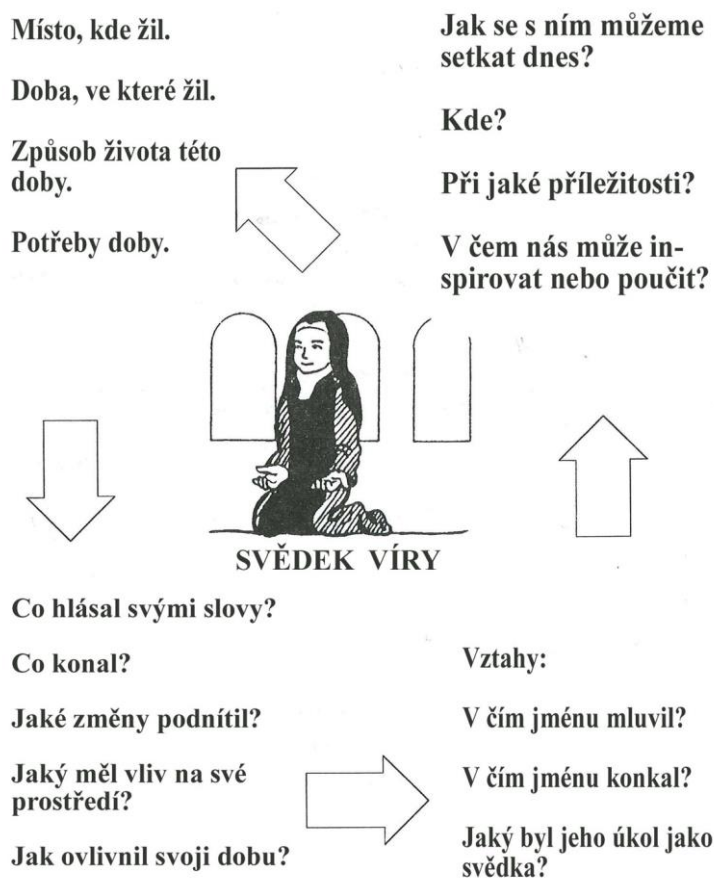 Místo, kde žil.
Doba, ve které žil.
Způsob života této
doby.
Potřeby doby.
Jak se s ním můžeme
setkat dnes?
Kde?
Při jaké příležitosti?
V čem nás může in-
spirovat nebo poučit?
SVĚDEK VÍRY
Co hlásal svými slovy?
Co konal?
Jaké změny podnítil?
Jaký měl vliv na své
prostředí?
Jak ovlivnil svoji dobu?
Vztahy:
V čím jménu mluvil?
V čím jménu konkal?
Jaký byl jeho úkol jako
svědka?